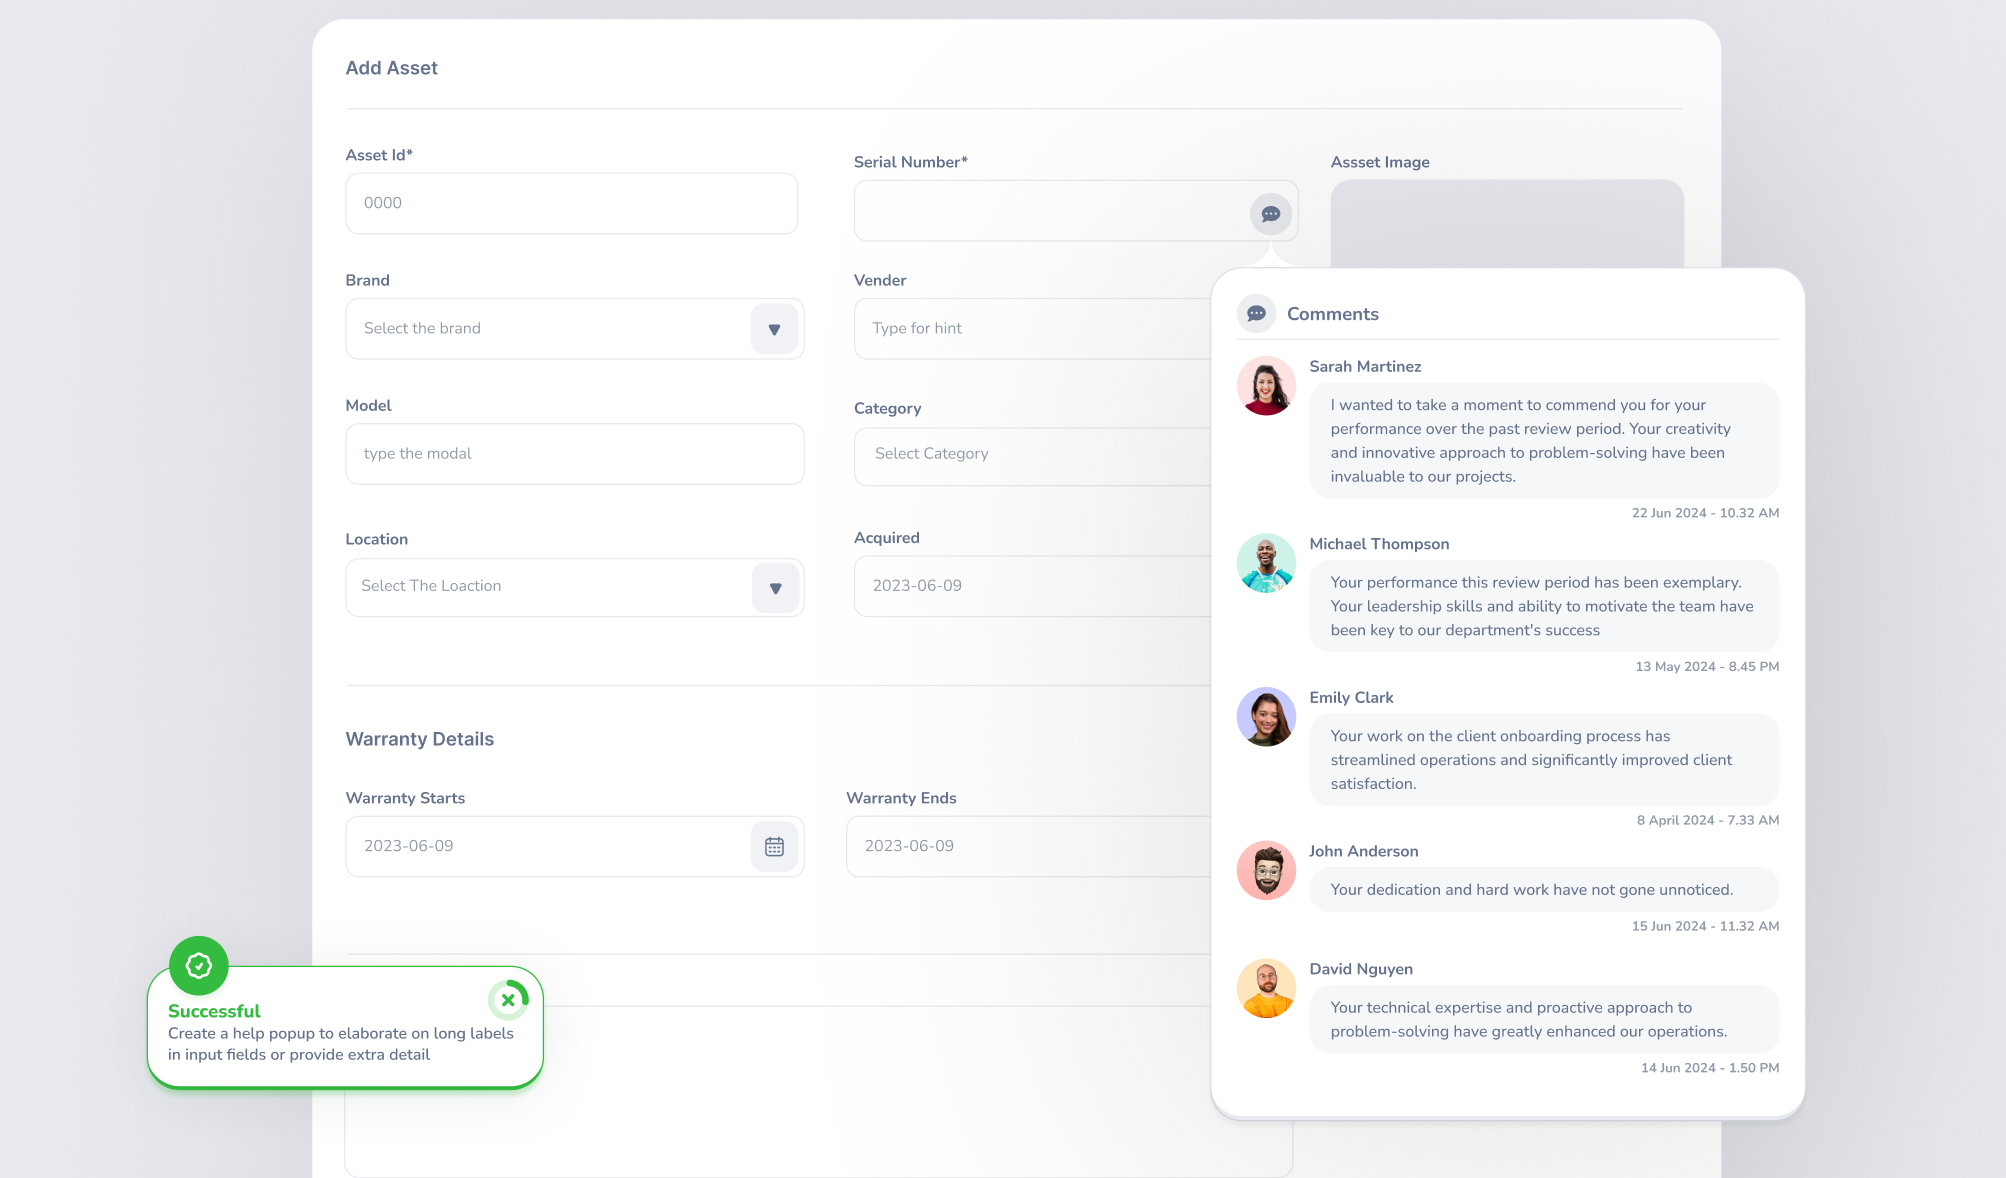 Add Asset
Asset Id*
0000
Serial Number*
Assset Image
Brand
Select the brand
Vender
Type for hint
Model
type the modal
Category
Select Category
Location
Select The Loaction
Acquired
2023-06-09
Warranty Details
Warranty Starts
2023-06-09
Warranty Ends
2023-06-09
Successful
Create a help popup to elaborate on long labels
in input fields or provide extra detail
Comments
Sarah Martinez
I wanted to take a moment to commend you for your
performance over the past review period. Your creativity
and innovative approach to problem-solving have been
invaluable to our projects.
22 Jun 2024 - 10.32 AM
Michael Thompson
Your performance this review period has been exemplary.
Your leadership skills and ability to motivate the team have
been key to our department's success
13 May 2024 - 8.45 PM
Emily Clark
Your work on the client onboarding process has
streamlined operations and significantly improved client
satisfaction.
8 April 2024 - 7.33 AM
John Anderson
Your dedication and hard work have not gone unnoticed.
15 Jun 2024 - 11.32 AM
David Nguyen
Your technical expertise and proactive approach to
problem-solving have greatly enhanced our operations.
14 Jun 2024 - 1.50 PM